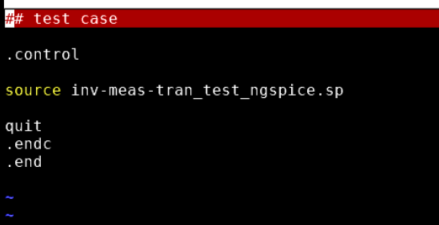 ## test case
.control
source inv-meas-tran_test_ngspice.sp
quit
.endc
.end
~
~